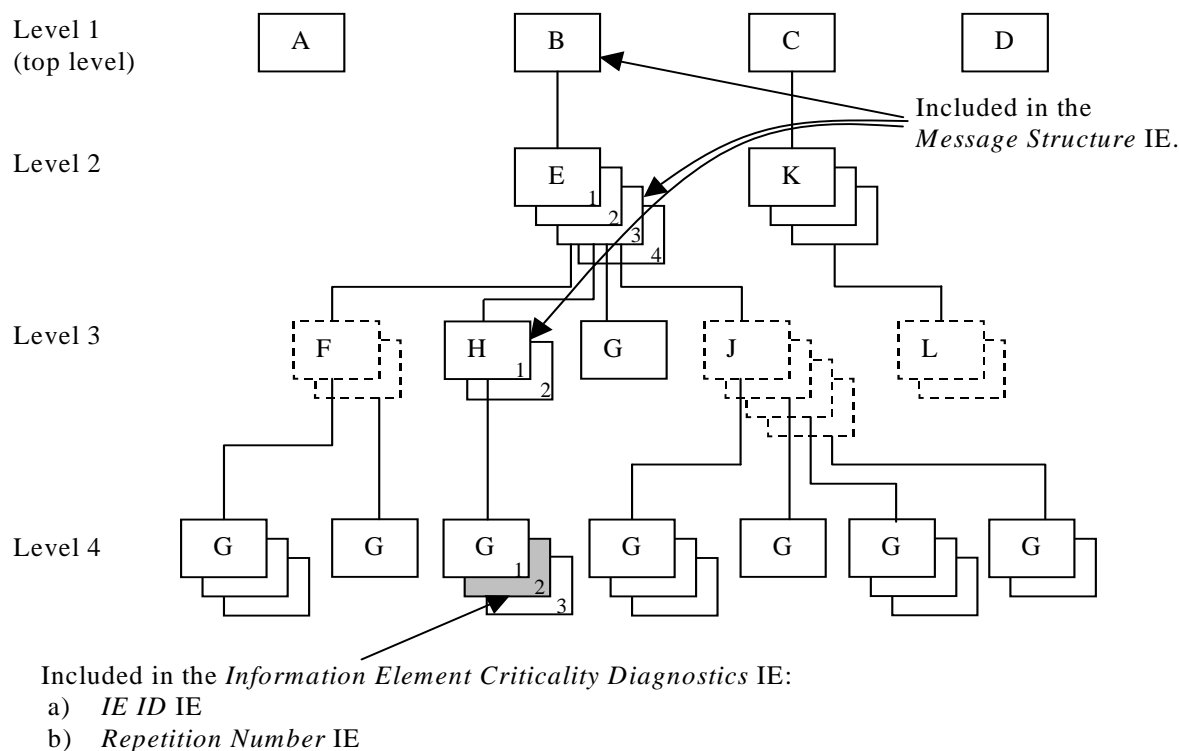 Level 1
(top level)
A
B
C
D
Included in the
Message Structure IE.
Level 2
E
1
2
3
4
K
Level 3
F
H
1
2
G
J
L
Level 4
G
G
G
1
2
3
G
G
G
G
Included in the Information Element Criticality Diagnostics IE:
a) IE ID IE
b) Repetition Number IE